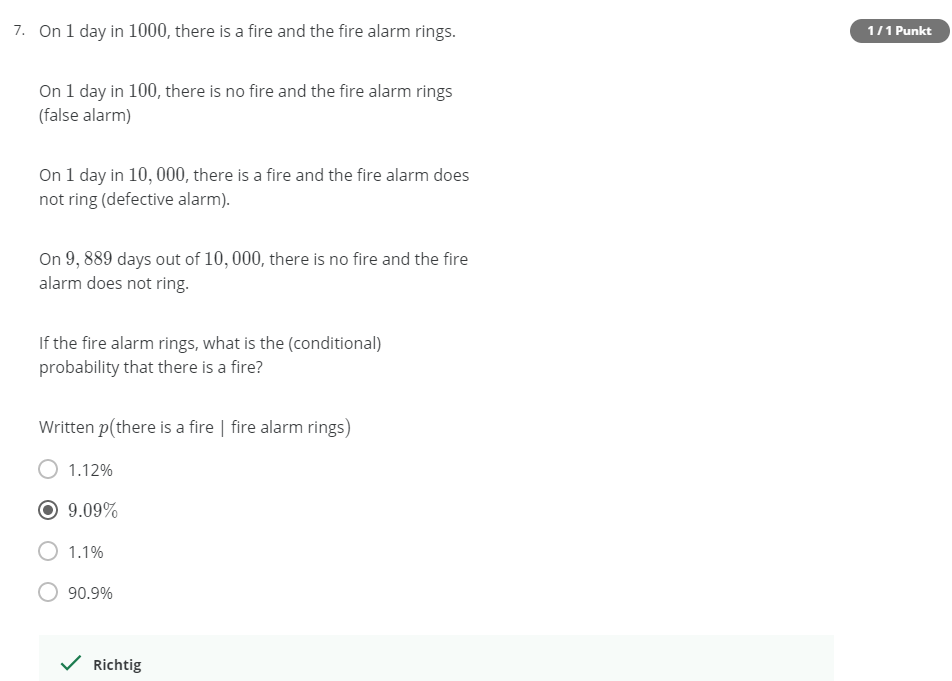 7. On 1 day in 1000, there is a fire and the fire alarm rings.
1 / 1 Punkt
On 1 day in 100, there is no fire and the fire alarm rings
(false alarm)
On 1 day in 10, 000, there is a fire and the fire alarm does
not ring (defective alarm).
On 9, 889 days out of 10, 000, there is no fire and the fire
alarm does not ring.
If the fire alarm rings, what is the (conditional)
probability that there is a fire?
Written p(there is a fire | fire alarm rings)
1.12%
9.09%
1.1%
90.9%
Richtig